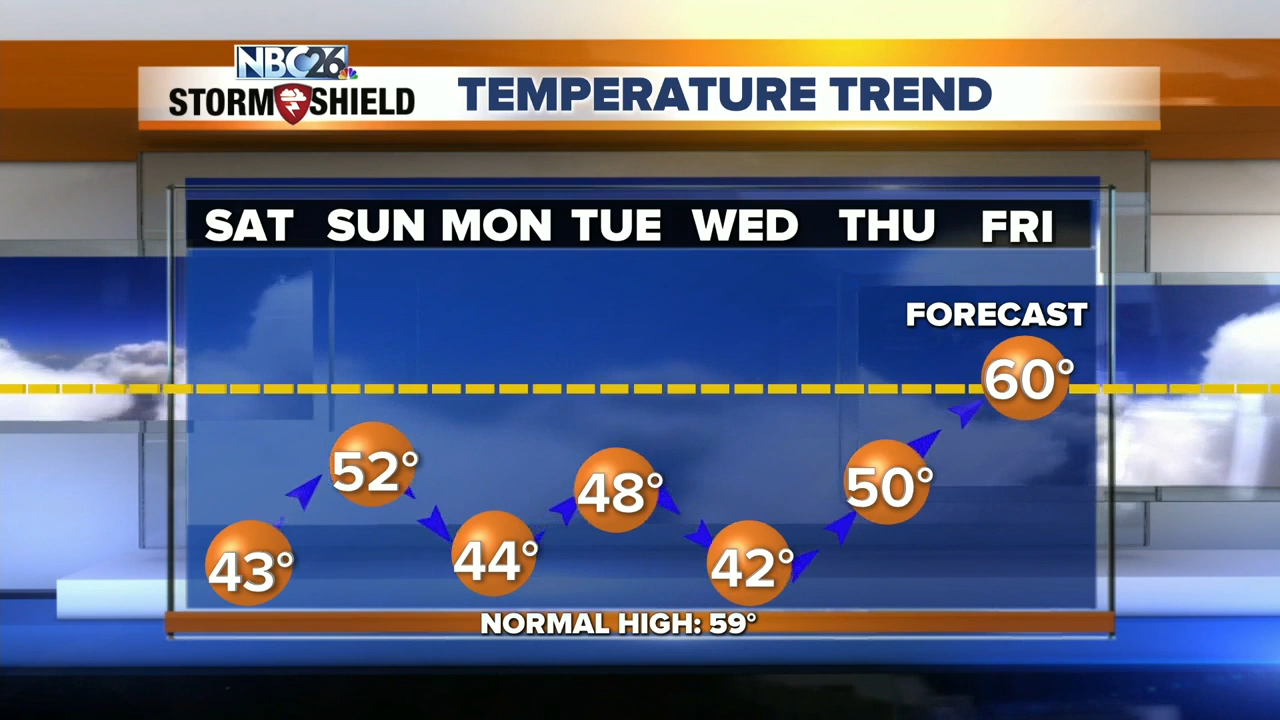 NBC26
STORM SHIELD
TEMPERATURE TREND
SAT SUN MON TUE WED THU FRI
FORECAST
60°
52°
48°
50°
43°
44°
42°
NORMAL HIGH: 59°